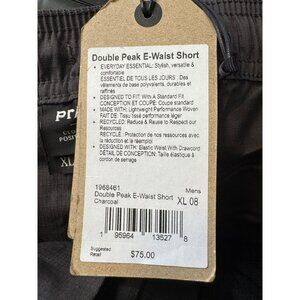 Double Peak E-Waist Short
• EVERYDAY ESSENTIAL: Stylish, versatile &
comfortable
ESSENTIEL DE TOUS LES JOURS : Des
vêtements de base polyvalents, durables et
raffinés
• DESIGNED TO FIT: With A Standard Fit
CONCEPTION ET COUPE: Coupe standard
• MADE WITH: Lightweight Performance Woven
FAIT DE: Tissu tissé performance léger
• RECYCLED: Reduce & Reuse to Respect our
Resources
RECYCLÉ : Protection de nos ressources avec
la réduction et le réemploi
• DESIGNED WITH: Elastic Waist With Drawcord
DÉTAIL DE CONCEPTION: Taille élastique à
cordon de serrage
1968461
Mens
Double Peak E-Waist Short
XL 08
Charcoal
1 95964 13527 8
Suggested
Retail
$75.00
Pr
CL
POS
XL